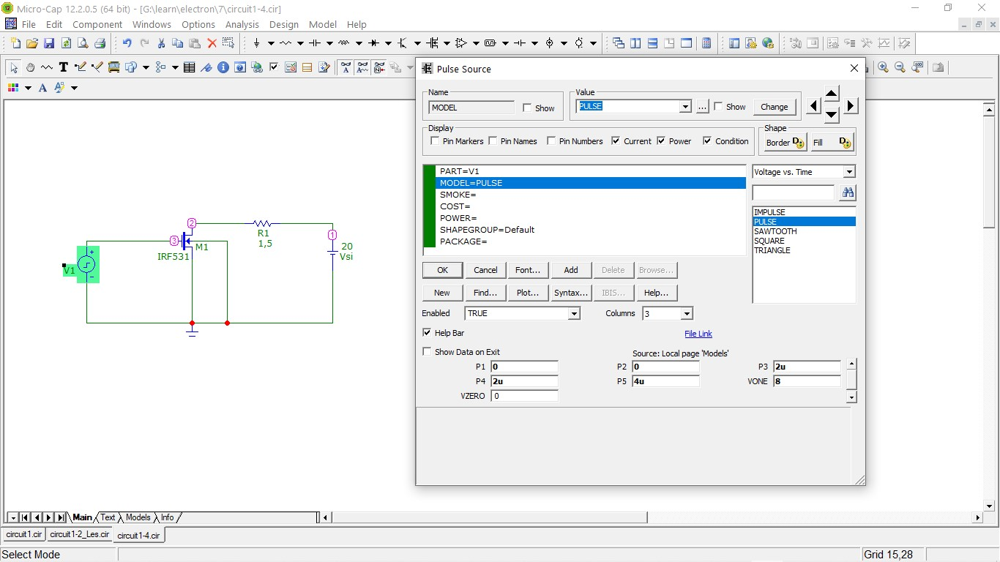 Micro-Cap 12.2.0.5 (64 bit) - [G:\learn\electron\7\circuit1-4.cir]
File Edit Component Windows Options Analysis Design Model Help
Pulse Source
Name
MODEL
Show
Value
PULSE
...
Show
Change
Display
Pin Markers Pin Names Pin Numbers Current Power Condition
Shape
Border
Fill
PART=V1
MODEL=PULSE
SMOKE=
COST=
POWER=
SHAPEGROUP=Default
PACKAGE=
Voltage vs. Time
IMPULSE
PULSE
SAWTOOTH
SQUARE
TRIANGLE
OK Cancel Font... Add Delete Browse...
New Find... Plot... Syntax... IBIS... Help...
Enabled TRUE Columns 3
Help Bar File Link
Show Data on Exit Source: Local page 'Models'
P1 0 P2 0 P3 2u
P4 2u P5 4u VONE 8
VZERO 0
2
R1
1,5
1
3
M1
IRF531
20
Vsi
V1
Main Text Models Info
circuit1.cir circuit1-2_Les.cir circuit1-4.cir
Select Mode
Grid 15,28